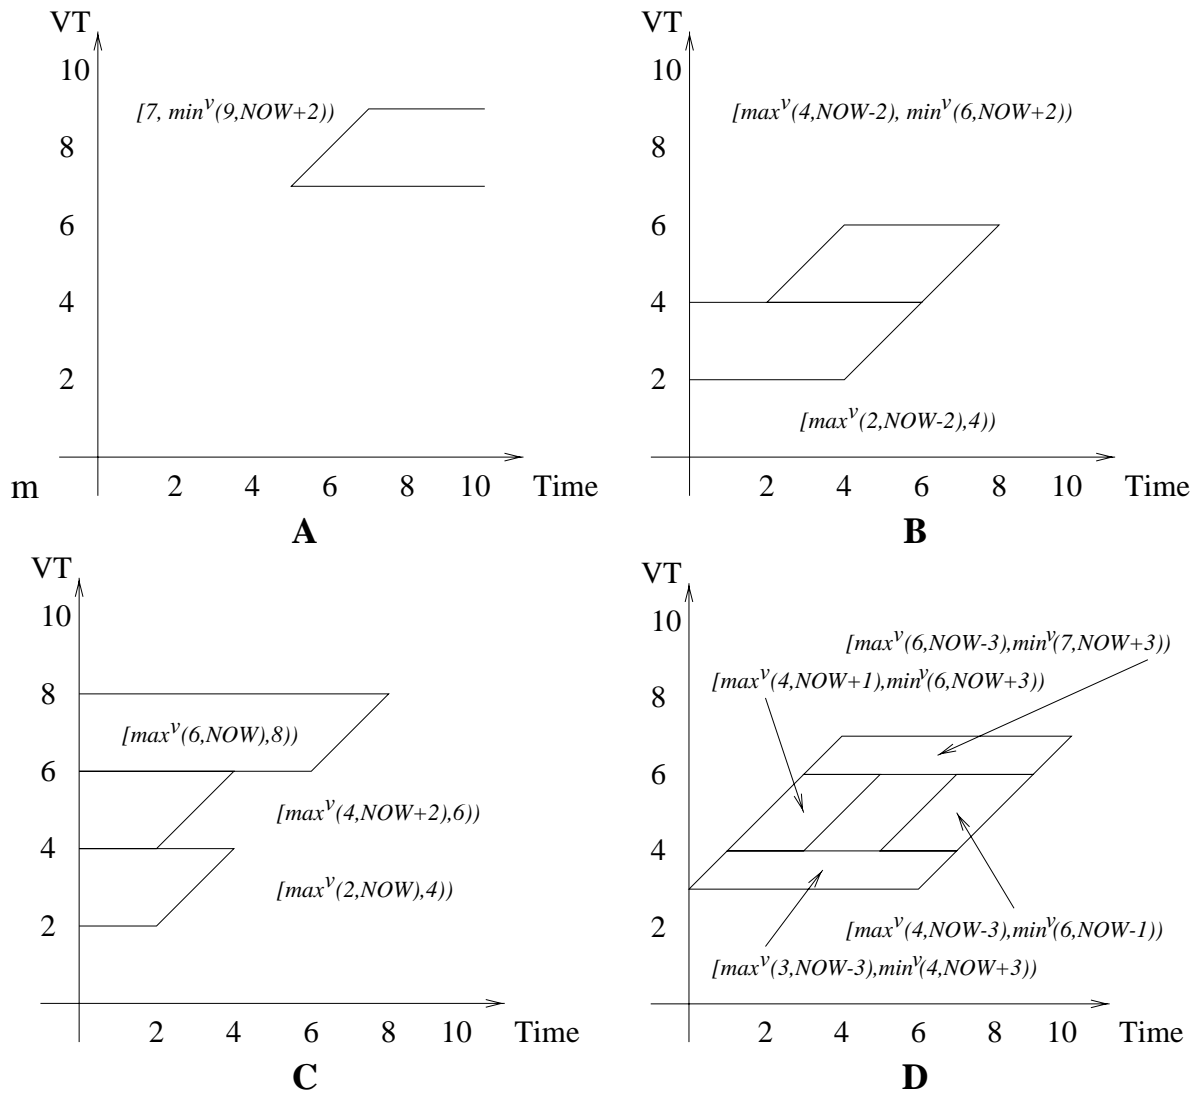 VT
10
[7, min^v(9,NOW+2))
8
6
4
2
m
2 4 6 8 10 Time
A
VT
10
[max^v(4,NOW-2), min^v(6,NOW+2))
8
6
4
2
[max^v(2,NOW-2),4))
2 4 6 8 10 Time
B
VT
10
8
[max^v(6,NOW),8))
6
[max^v(4,NOW+2),6))
4
[max^v(2,NOW),4))
2
2 4 6 8 10 Time
C
VT
10
[max^v(6,NOW-3),min^v(7,NOW+3))
[max^v(4,NOW+1),min^v(6,NOW+3))
8
6
4
2
[max^v(4,NOW-3),min^v(6,NOW-1))
[max^v(3,NOW-3),min^v(4,NOW+3))
2 4 6 8 10 Time
D